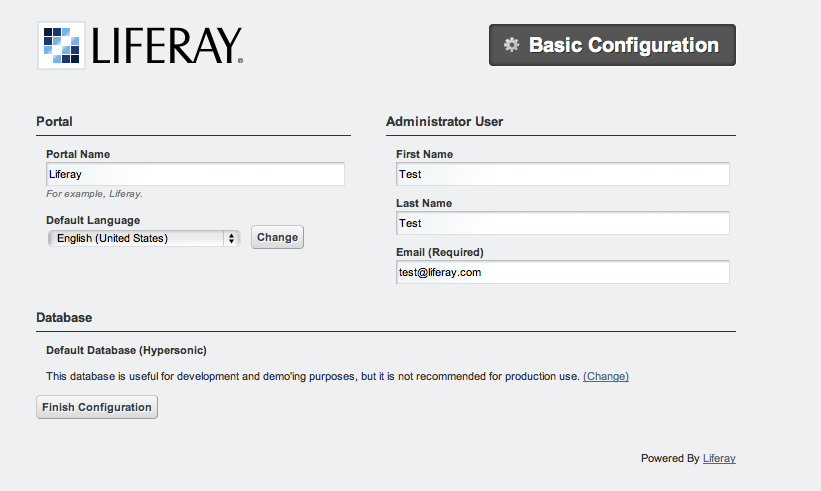 LIFERAY
Basic Configuration
Portal
Portal Name
Liferay
For example, Liferay.
Default Language
English (United States)
Change
Administrator User
First Name
Test
Last Name
Test
Email (Required)
test@liferay.com
Database
Default Database (Hypersonic)
This database is useful for development and demo'ing purposes, but it is not recommended for production use. (Change)
Finish Configuration
Powered By Liferay